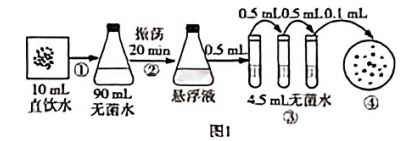 振荡
20 min
0.5 mL
0.5 mL
0.5 mL
0.1 mL
①
②
10 mL
直饮水
90 mL
无菌水
悬浮液
4.5 mL无菌水
③
④
图1